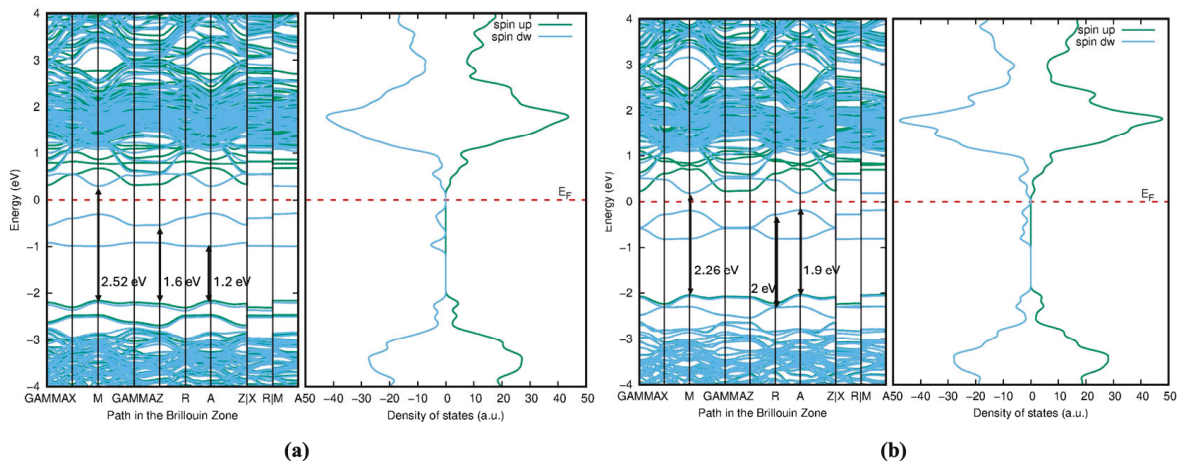 4
3
2
1
0
−1
−2
−3
−4
Energy (eV)
2.52 eV
1.6 eV
1.2 eV
GAMMAX M GAMMAZ R A Z|X R|M A50
Path in the Brillouin Zone
spin up
spin dw
E_F
−40 −30 −20 −10 0 10 20 30 40 50
Density of states (a.u.)
(a)
4
3
2
1
0
−1
−2
−3
−4
Energy (eV)
2.26 eV
1.9 eV
2 eV
GAMMAX M GAMMAZ R A Z|X R|M A50
Path in the Brillouin Zone
spin up
spin dw
E_F
−40 −30 −20 −10 0 10 20 30 40 50
Density of states (a.u.)
(b)